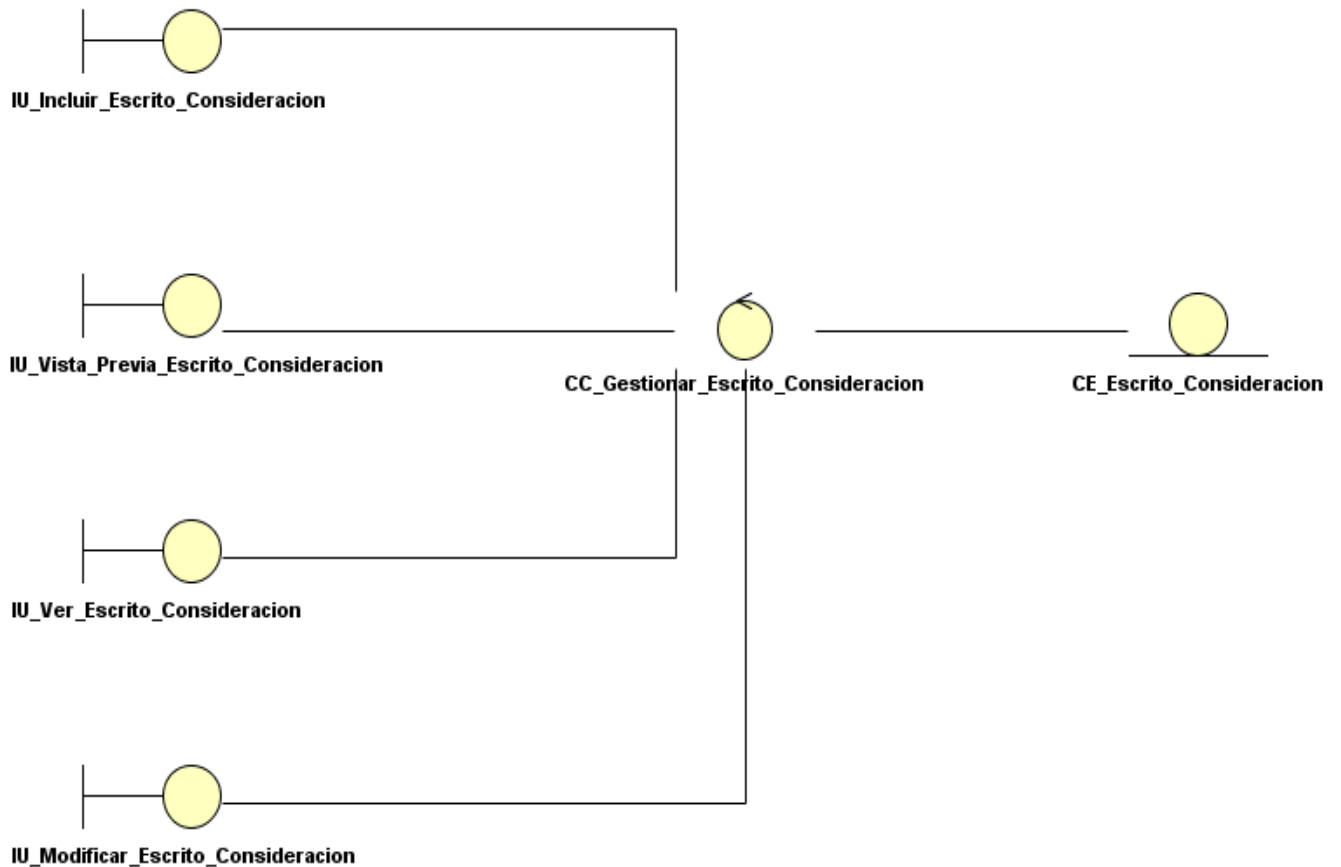 IU_Incluir_Escrito_Consideracion
IU_Vista_Previa_Escrito_Consideracion
CC_Gestionar_Escrito_Consideracion
CE_Escrito_Consideracion
IU_Ver_Escrito_Consideracion
IU_Modificar_Escrito_Consideracion